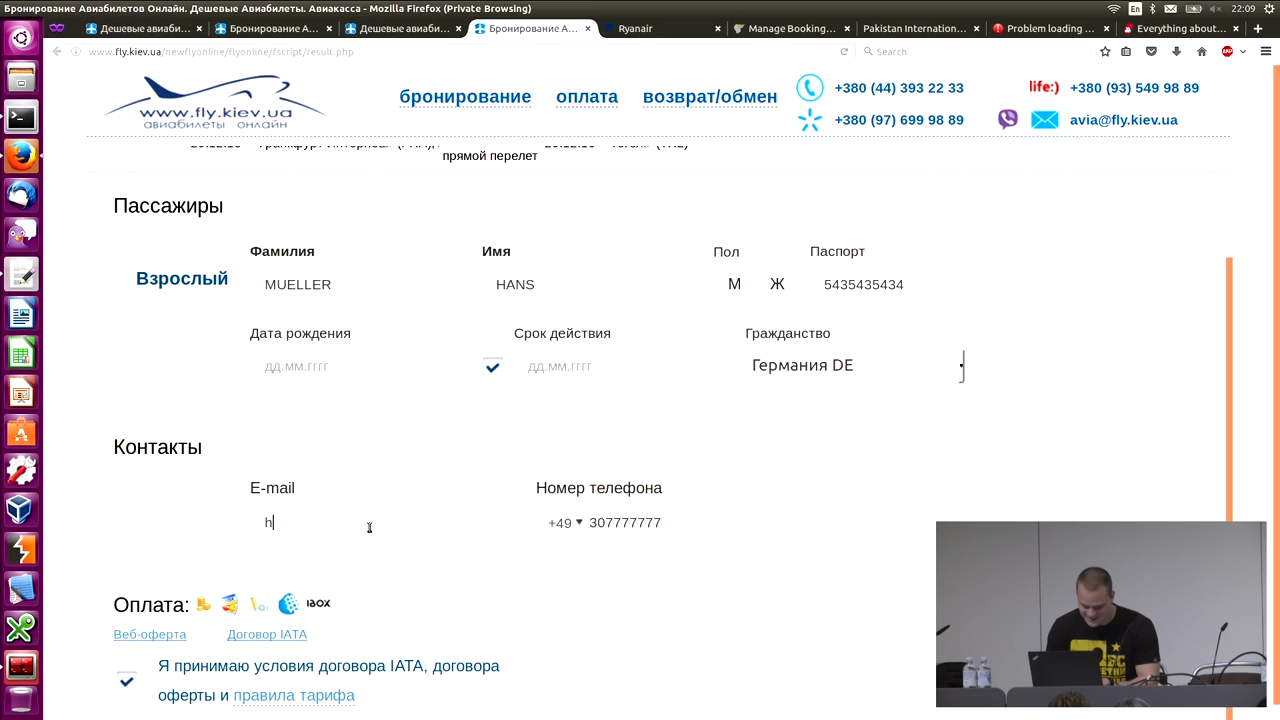 Бронирование Авиабилетов Онлайн. Дешевые Авиабилеты. Авиакасса - Mozilla Firefox (Private Browsing)
En
22:09
Дешевые авиаби...
Бронирование А...
Дешевые авиаби...
Бронирование А...
Ryanair
Manage Booking...
Pakistan Internation...
Problem loading ...
Everything about...
www.fly.kiev.ua/newflyonline/flyonline/fscript/result.php
Search
ABP
www.fly.kiev.ua
авиабилеты онлайн
бронирование
оплата
возврат/обмен
+380 (44) 393 22 33
life:)
+380 (93) 549 98 89
+380 (97) 699 98 89
avia@fly.kiev.ua
прямой перелет
Пассажиры
Фамилия
Имя
Пол
Паспорт
Взрослый
MUELLER
HANS
М
Ж
5435435434
Дата рождения
Срок действия
Гражданство
дд.мм.гггг
дд.мм.гггг
Германия DE
Контакты
E-mail
Номер телефона
h
+49
307777777
Оплата:
IBOX
Веб-оферта
Договор IATA
Я принимаю условия договора IATA, договора
оферты и правила тарифа